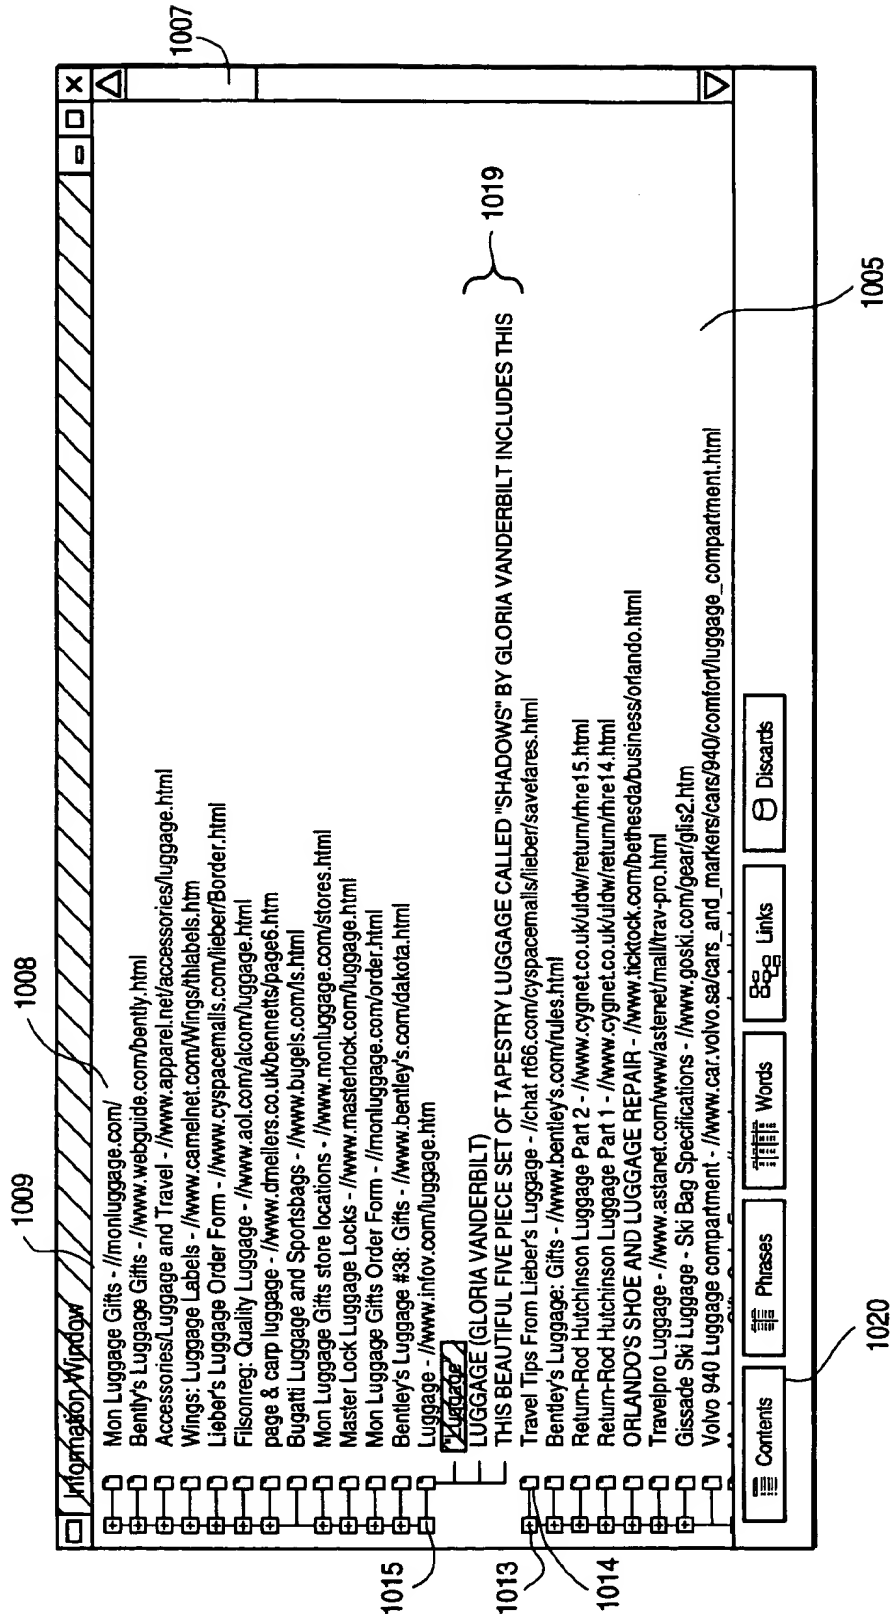 1009
1008
1007
Information Window
Mon Luggage Gifts - //monluggage.com/
Bently's Luggage Gifts - //www.webguide.com/bently.html
Accessories/Luggage and Travel - //www.apparel.net/accessories/luggage.html
Wings: Luggage Labels - //www.camelnet.com/Wings/thlabels.htm
Lieber's Luggage Order Form - //www.cyspacemalls.com/lieber/Border.html
Filsonreg: Quality Luggage - //www.aol.com/alcom/luggage.html
page & carp luggage - //www.dmellers.co.uk/bennetts/page6.htm
Bugatti Luggage and Sportsbags - //www.bugels.com/ls.html
Mon Luggage Gifts store locations - //www.monluggage.com/stores.html
Master Lock Luggage Locks - //www.masterlock.com/luggage.html
Mon Luggage Gifts Order Form - //monluggage.com/order.html
Bentley's Luggage #38: Gifts - //www.bentley's.com/dakota.html
1015
Luggage - //www.infov.com/luggage.htm
"Luggage"
LUGGAGE (GLORIA VANDERBILT)
THIS BEAUTIFUL FIVE PIECE SET OF TAPESTRY LUGGAGE CALLED "SHADOWS" BY GLORIA VANDERBILT INCLUDES THIS
1019
1013
1014
Travel Tips From Lieber's Luggage - //chat rt66.com/cyspacemalls/lieber/savefares.html
Bentley's Luggage: Gifts - //www.bentley's.com/rules.html
Return-Rod Hutchinson Luggage Part 2 - //www.cygnet.co.uk/uldw/return/rhre15.html
Return-Rod Hutchinson Luggage Part 1 - //www.cygnet.co.uk/uldw/return/rhre14.html
ORLANDO'S SHOE AND LUGGAGE REPAIR - //www.ticktock.com/bethesda/business/orlando.html
Travelpro Luggage - //www.astanet.com/www/astenet/mall/trav-pro.html
Gissade Ski Luggage - Ski Bag Specifications - //www.goski.com/gear/glis2.htm
Volvo 940 Luggage compartment - //www.car.volvo.sa/cars_and_markers/cars/940/comfort/luggage_compartment.html
Contents
Phrases
Words
Links
Discards
1020
1005